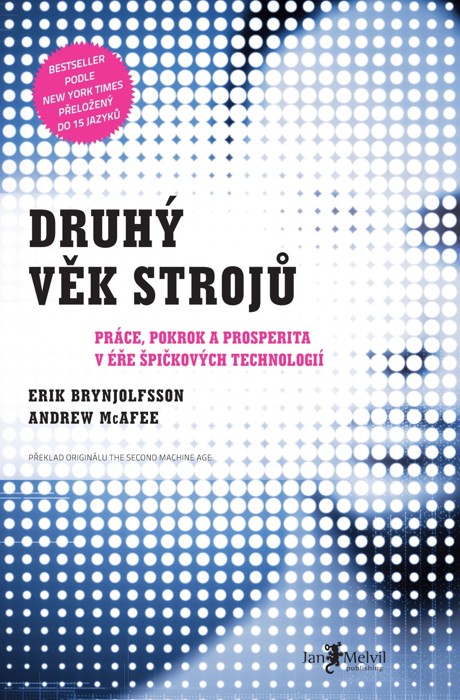 BESTSELLER
PODLE
NEW YORK TIMES
PŘELOŽENÝ
DO 15 JAZYKŮ
DRUHÝ
VĚK STROJŮ
PRÁCE, POKROK A PROSPERITA
V ÉŘE ŠPIČKOVÝCH TECHNOLOGIÍ
ERIK BRYNJOLFSSON
ANDREW McAFEE
PŘEKLAD ORIGINÁLU THE SECOND MACHINE AGE
Jan Melvil
publishing